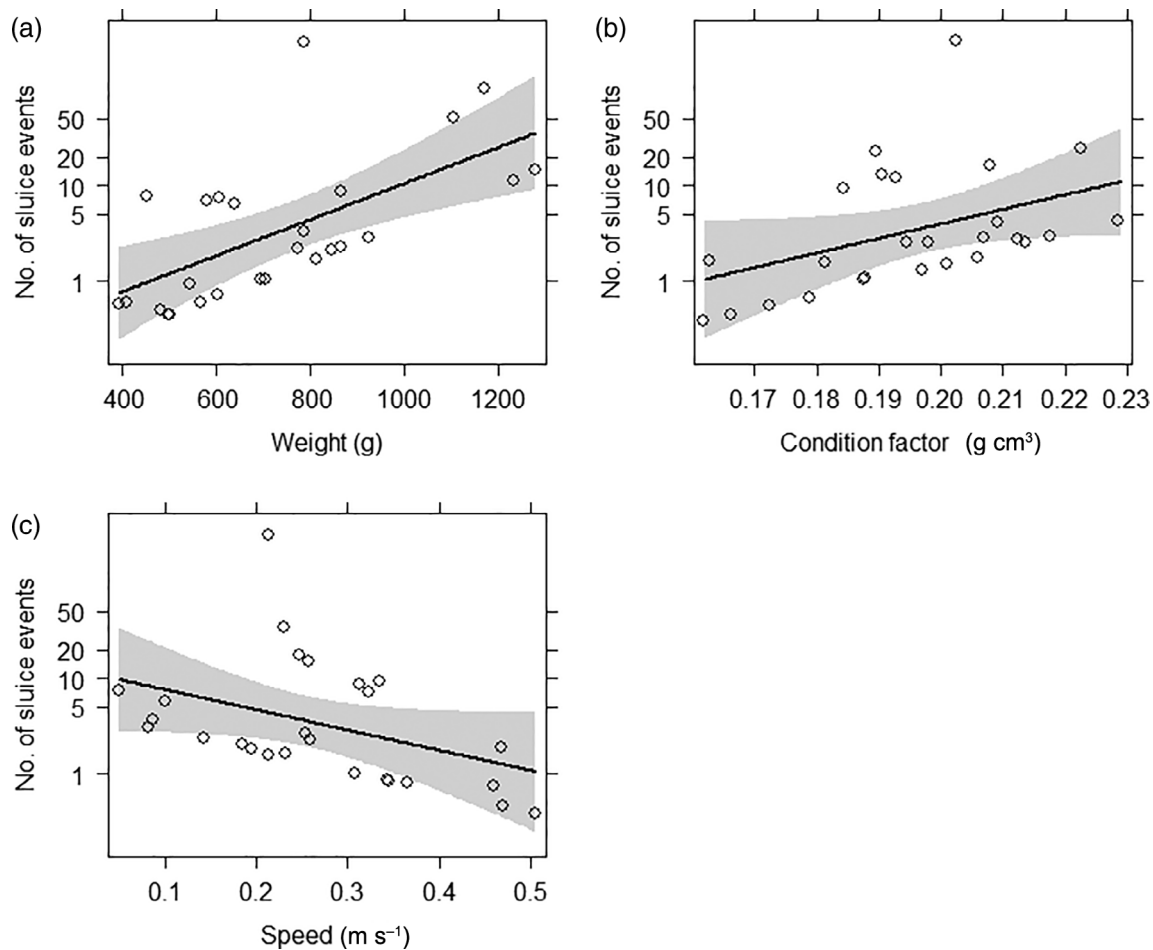 (a)
No. of sluice events
50
20
10
5
1
400 600 800 1000 1200
Weight (g)
(b)
No. of sluice events
50
20
10
5
1
0.17 0.18 0.19 0.20 0.21 0.22 0.23
Condition factor (g cm³)
(c)
No. of sluice events
50
20
10
5
1
0.1 0.2 0.3 0.4 0.5
Speed (m s⁻¹)